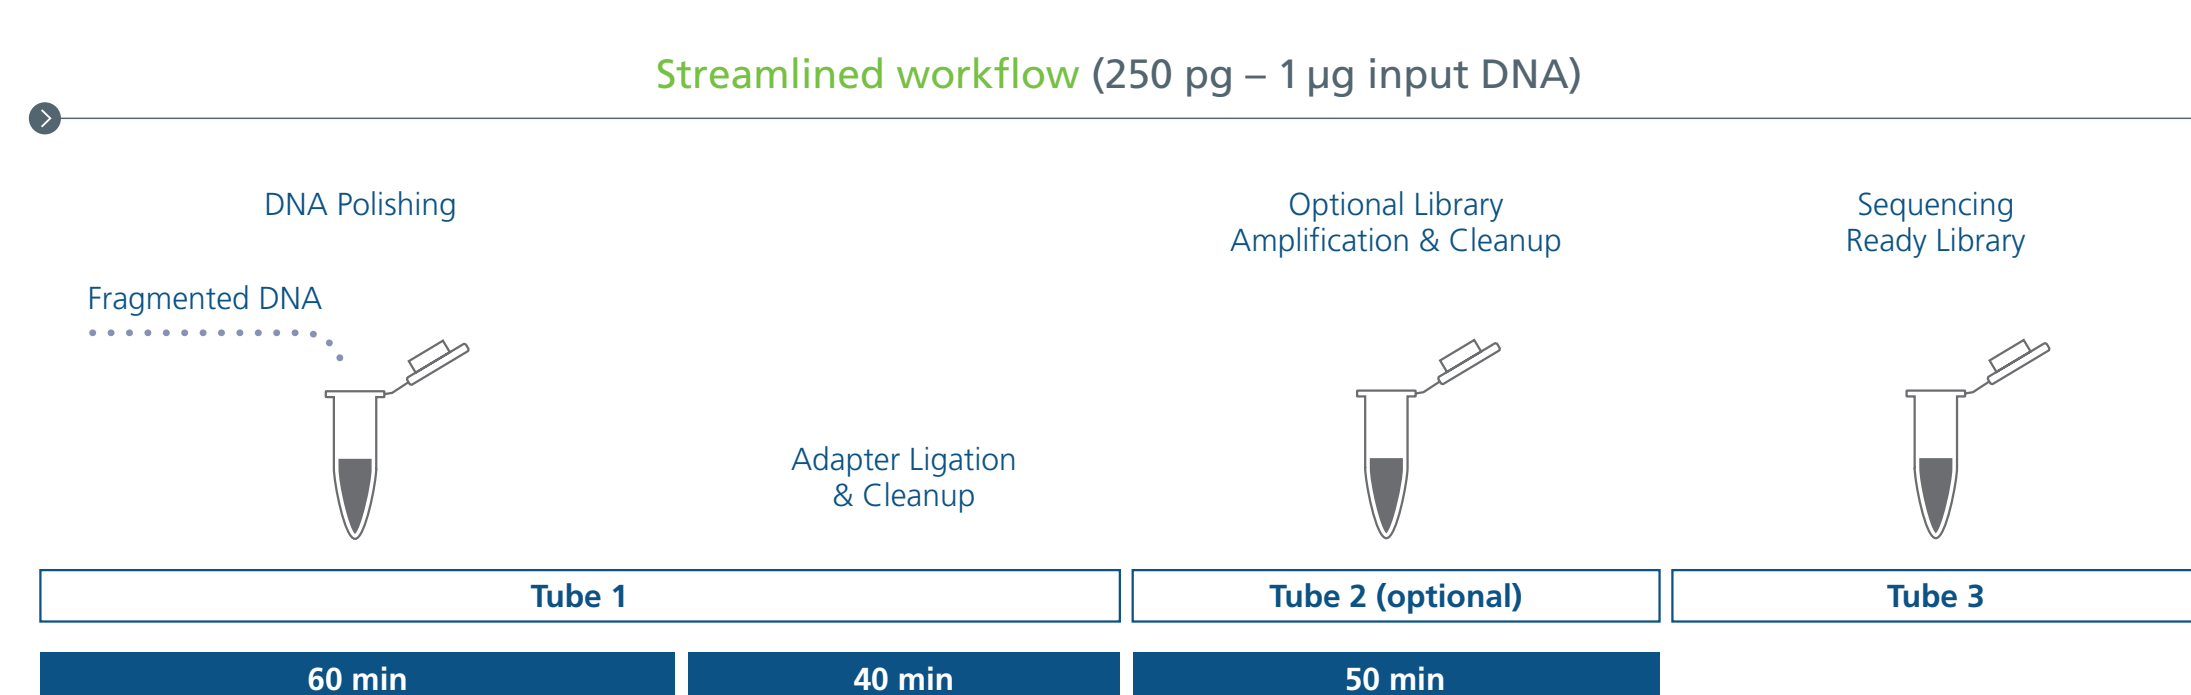 Streamlined workflow (250 pg – 1 µg input DNA)
DNA Polishing
Fragmented DNA
Adapter Ligation
& Cleanup
Optional Library
Amplification & Cleanup
Sequencing
Ready Library
Tube 1
Tube 2 (optional)
Tube 3
60 min
40 min
50 min